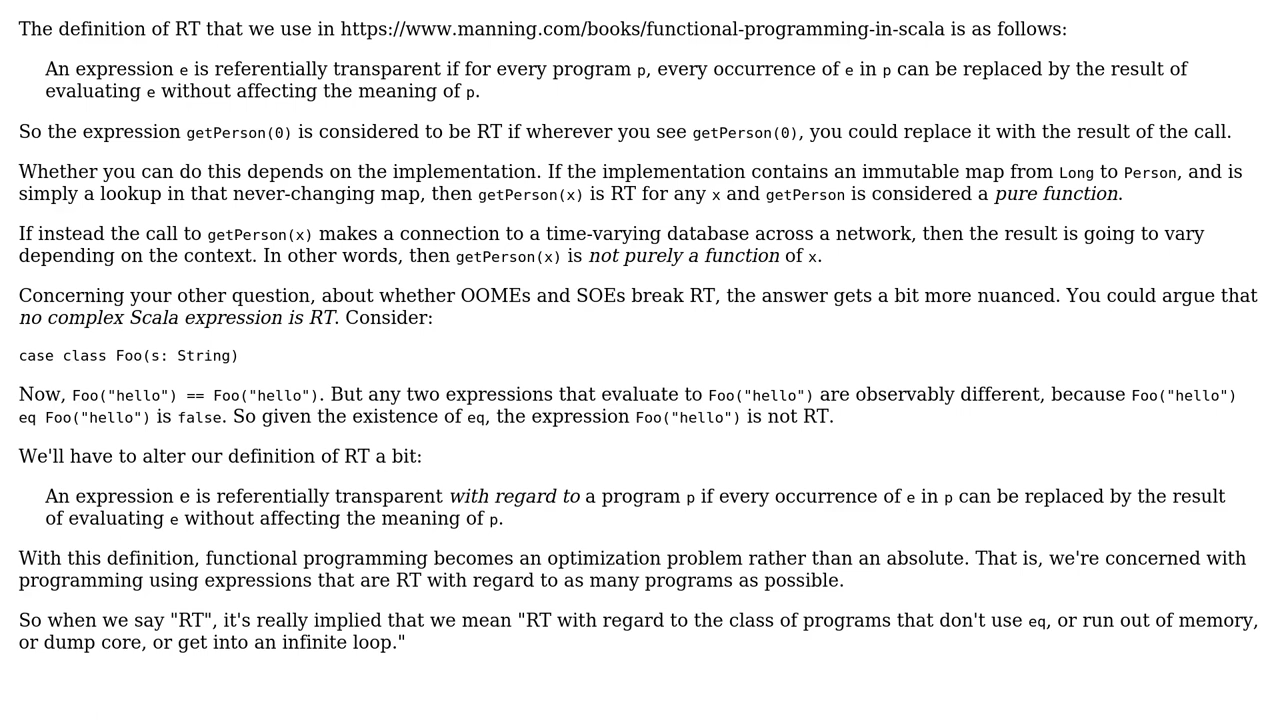 The definition of RT that we use in https://www.manning.com/books/functional-programming-in-scala is as follows:
An expression e is referentially transparent if for every program p, every occurrence of e in p can be replaced by the result of
evaluating e without affecting the meaning of p.
So the expression getPerson(0) is considered to be RT if wherever you see getPerson(0), you could replace it with the result of the call.
Whether you can do this depends on the implementation. If the implementation contains an immutable map from Long to Person, and is
simply a lookup in that never-changing map, then getPerson(x) is RT for any x and getPerson is considered a pure function.
If instead the call to getPerson(x) makes a connection to a time-varying database across a network, then the result is going to vary
depending on the context. In other words, then getPerson(x) is not purely a function of x.
Concerning your other question, about whether OOMEs and SOEs break RT, the answer gets a bit more nuanced. You could argue that
no complex Scala expression is RT. Consider:
case class Foo(s: String)
Now, Foo("hello") == Foo("hello"). But any two expressions that evaluate to Foo("hello") are observably different, because Foo("hello")
eq Foo("hello") is false. So given the existence of eq, the expression Foo("hello") is not RT.
We'll have to alter our definition of RT a bit:
An expression e is referentially transparent with regard to a program p if every occurrence of e in p can be replaced by the result
of evaluating e without affecting the meaning of p.
With this definition, functional programming becomes an optimization problem rather than an absolute. That is, we're concerned with
programming using expressions that are RT with regard to as many programs as possible.
So when we say "RT", it's really implied that we mean "RT with regard to the class of programs that don't use eq, or run out of memory,
or dump core, or get into an infinite loop."